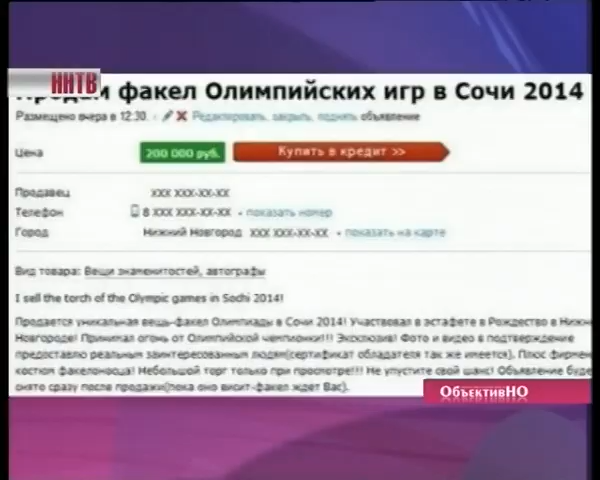 ННТВ
Продам факел Олимпийских игр в Сочи 2014
Размещено вчера в 12:30. Редактировать, закрыть, поднять объявление
Цена 200 000 руб. Купить в кредит >>
Продавец XXX XXX-XX-XX
Телефон 8 XXX XXX-XX-XX показать номер
Город Нижний Новгород XXX XXX-XX-XX показать на карте
Вид товара: Вещи знаменитостей, автографы
I sell the torch of the Olympic games in Sochi 2014!
Продается уникальная вещь-факел Олимпиады в Сочи 2014! Участвовал в эстафете в Рождество в Нижн
Новгороде! Принимал огонь от Олимпийской чемпионки!!! Эксклюзив! Фото и видео в подтверждение
предоставлю реальным заинтересованным людям(сертификат обладателя так же имеется). Плюс фирмен
костюм факелоносца! Небольшой торг только при просмотре!!! Не упустите свой шанс! Объявление буде
снято сразу после продажи(пока оно висит-факел ждет Вас).
ОбъективНО